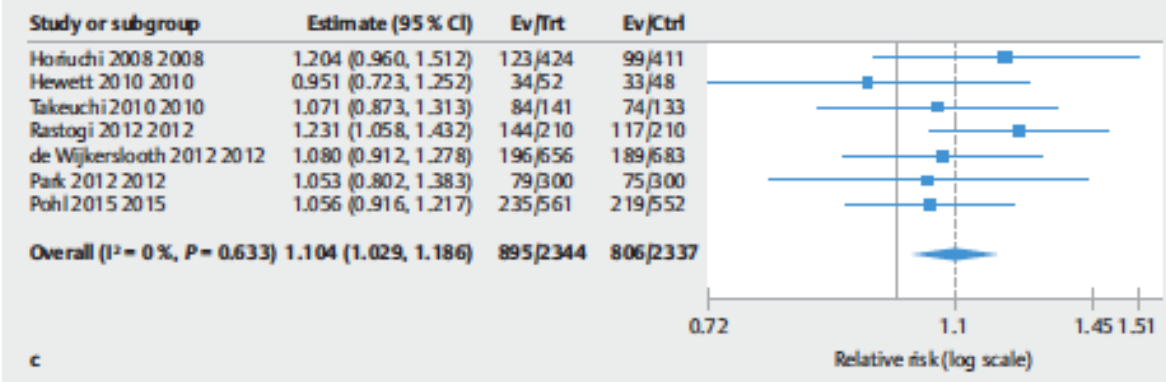 Study or subgroup Estimate (95 % CI) Ev/Trt Ev/Ctrl
Horiuchi 2008 2008 1.204 (0.960, 1.512) 123/424 99/411
Hewett 2010 2010 0.951 (0.723, 1.252) 34/52 33/48
Takeuchi 2010 2010 1.071 (0.873, 1.313) 84/141 74/133
Rastogi 2012 2012 1.231 (1.058, 1.432) 144/210 117/210
de Wijkerslooth 2012 2012 1.080 (0.912, 1.278) 196/656 189/683
Park 2012 2012 1.053 (0.802, 1.383) 79/300 75/300
Pohl 2015 2015 1.056 (0.916, 1.217) 235/561 219/552
Overall (I² = 0 %, P = 0.633) 1.104 (1.029, 1.186) 895/2344 806/2337
0.72 1.1 1.45 1.51
c Relative risk (log scale)